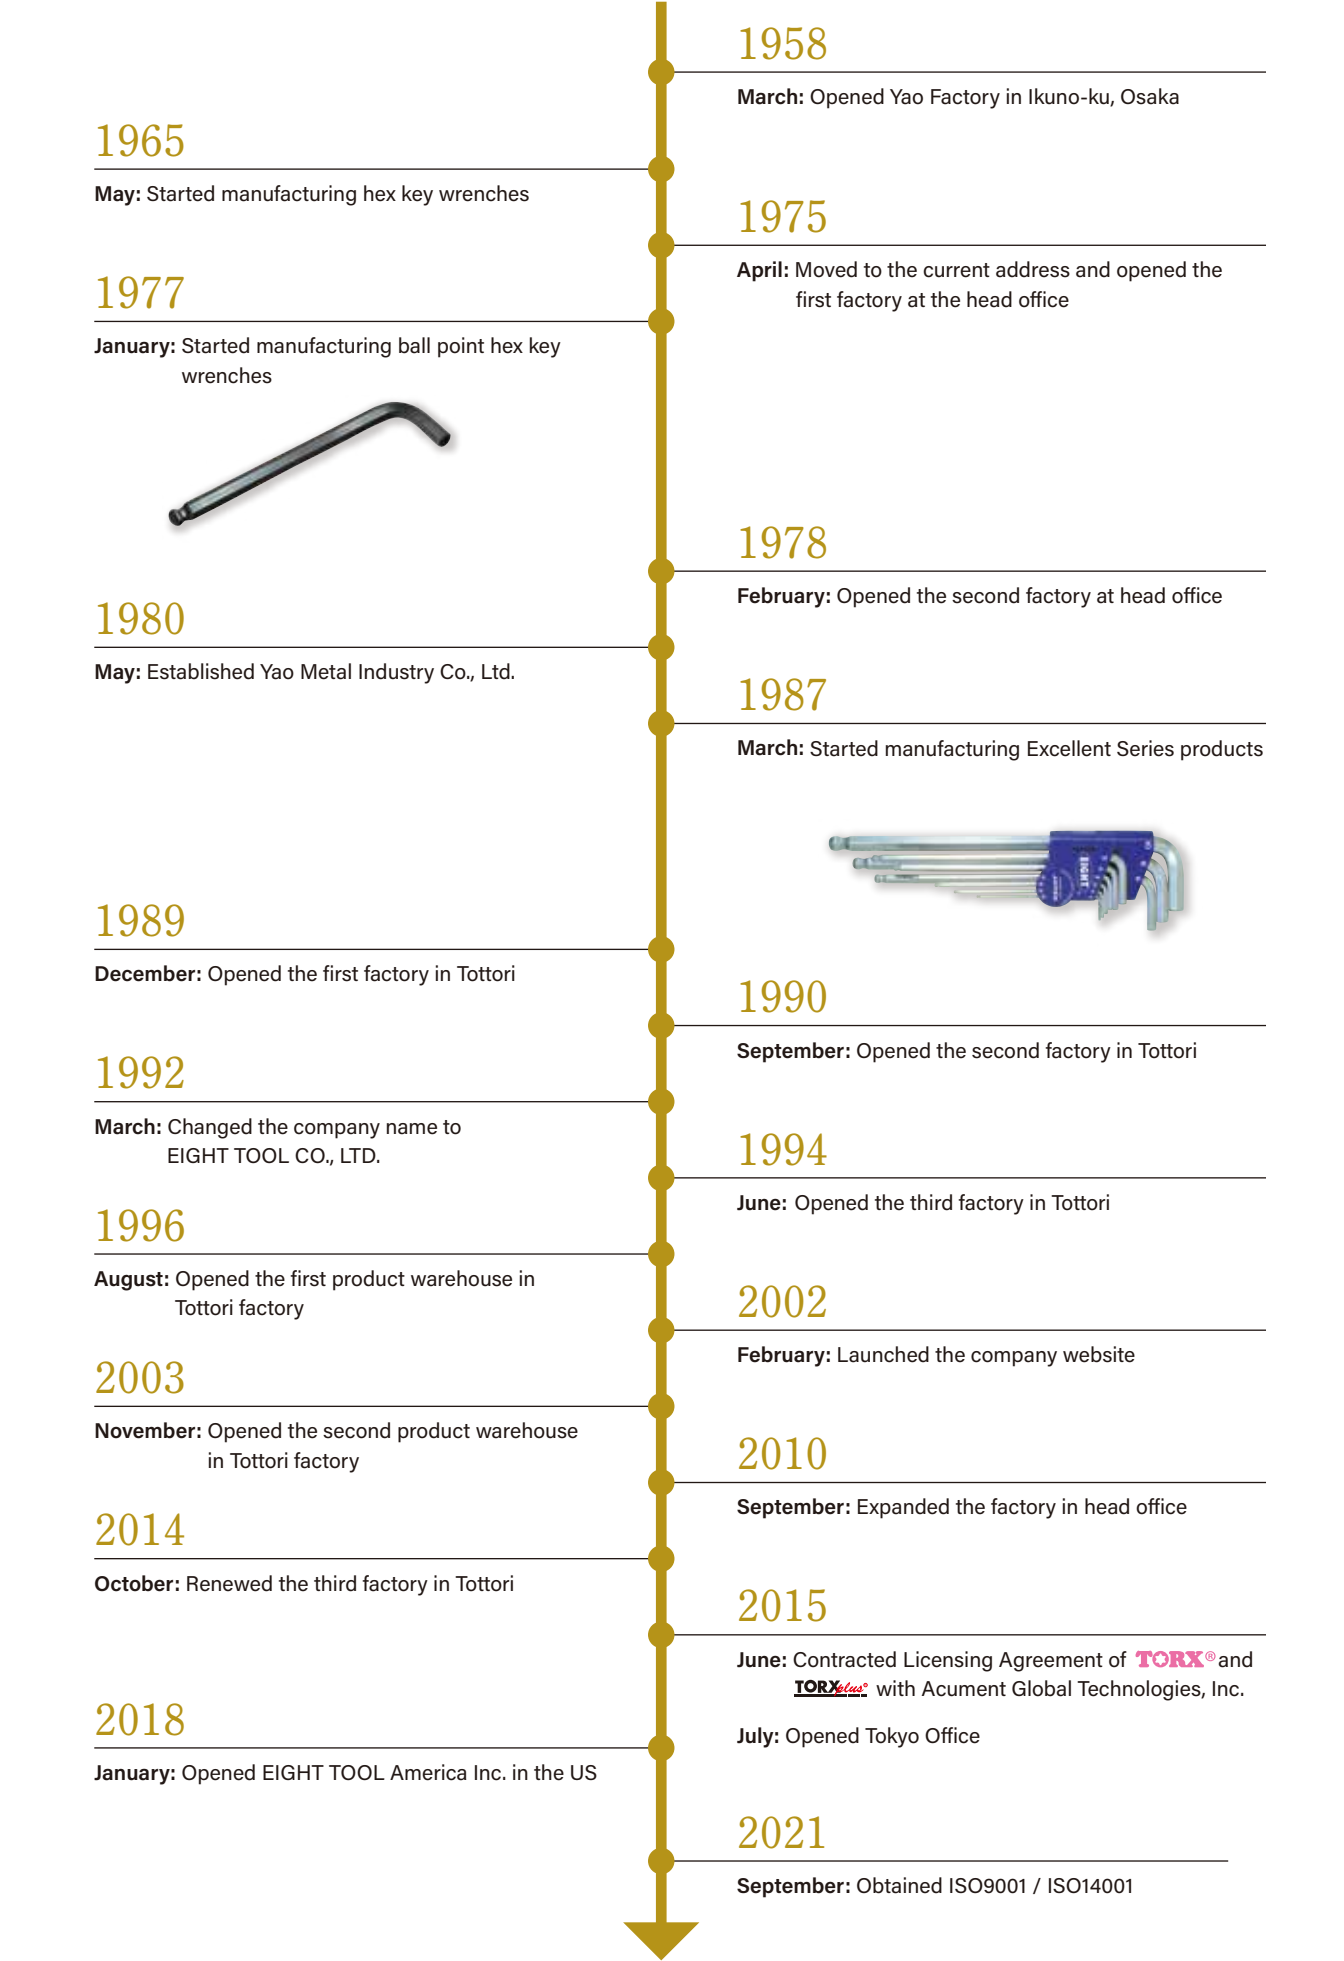 1958
March: Opened Yao Factory in Ikuno-ku, Osaka
1965
May: Started manufacturing hex key wrenches
1975
April: Moved to the current address and opened the
first factory at the head office
1977
January: Started manufacturing ball point hex key
wrenches
1978
February: Opened the second factory at head office
1980
May: Established Yao Metal Industry Co., Ltd.
1987
March: Started manufacturing Excellent Series products
EIGHT
1989
December: Opened the first factory in Tottori
1990
September: Opened the second factory in Tottori
1992
March: Changed the company name to
EIGHT TOOL CO., LTD.
1994
June: Opened the third factory in Tottori
1996
August: Opened the first product warehouse in
Tottori factory
2002
February: Launched the company website
2003
November: Opened the second product warehouse
in Tottori factory
2010
September: Expanded the factory in head office
2014
October: Renewed the third factory in Tottori
2015
June: Contracted Licensing Agreement of TORX® and
TORXplus® with Acument Global Technologies, Inc.
July: Opened Tokyo Office
2018
January: Opened EIGHT TOOL America Inc. in the US
2021
September: Obtained ISO9001 / ISO14001